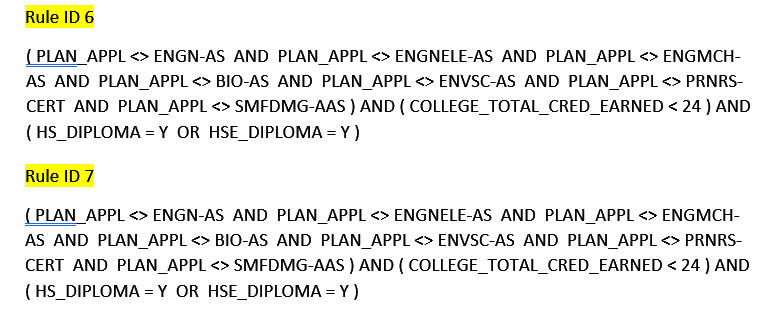 Rule ID 6
( PLAN_APPL <> ENGN-AS AND PLAN_APPL <> ENGNELE-AS AND PLAN_APPL <> ENGMCH-
AS AND PLAN_APPL <> BIO-AS AND PLAN_APPL <> ENVSC-AS AND PLAN_APPL <> PRNRS-
CERT AND PLAN_APPL <> SMFDMG-AAS ) AND ( COLLEGE_TOTAL_CRED_EARNED < 24 ) AND
( HS_DIPLOMA = Y OR HSE_DIPLOMA = Y )
Rule ID 7
( PLAN_APPL <> ENGN-AS AND PLAN_APPL <> ENGNELE-AS AND PLAN_APPL <> ENGMCH-
AS AND PLAN_APPL <> BIO-AS AND PLAN_APPL <> ENVSC-AS AND PLAN_APPL <> PRNRS-
CERT AND PLAN_APPL <> SMFDMG-AAS ) AND ( COLLEGE_TOTAL_CRED_EARNED < 24 ) AND
( HS_DIPLOMA = Y OR HSE_DIPLOMA = Y )